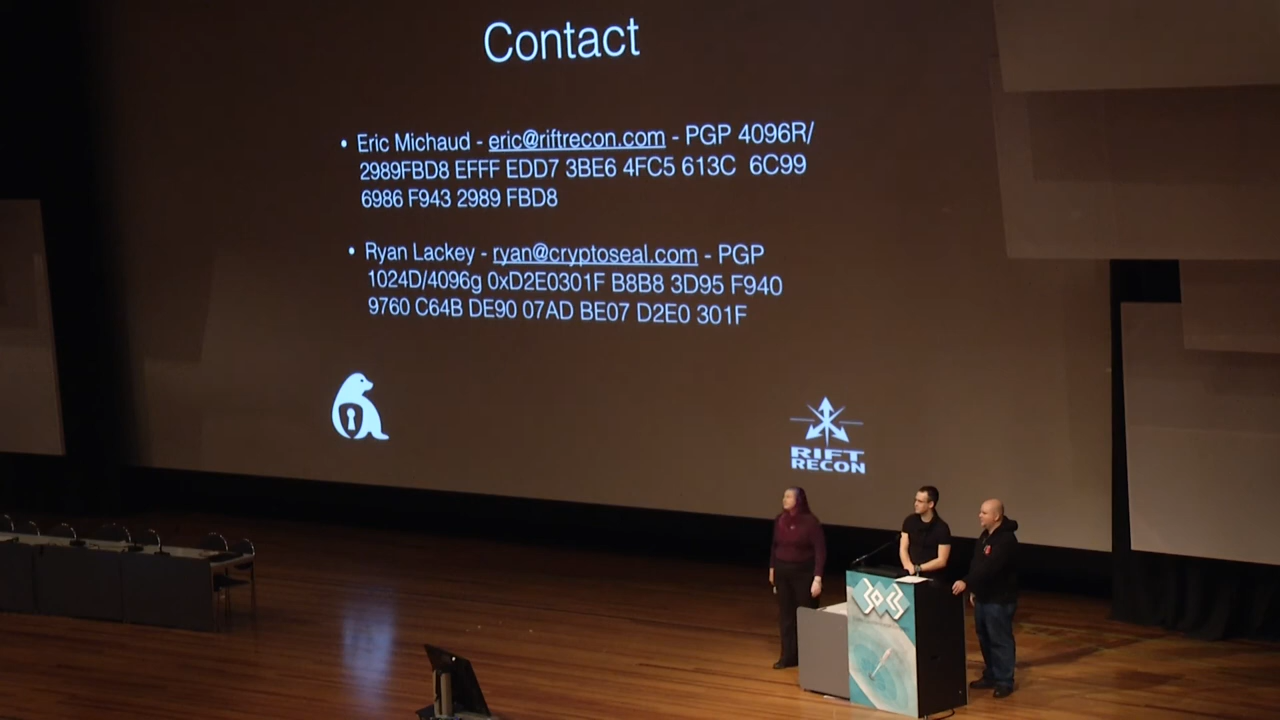 Contact
• Eric Michaud - eric@riftrecon.com - PGP 4096R/
2989FBD8 EFFF EDD7 3BE6 4FC5 613C 6C99
6986 F943 2989 FBD8
• Ryan Lackey - ryan@cryptoseal.com - PGP
1024D/4096g 0xD2E0301F B8B8 3D95 F940
9760 C64B DE90 07AD BE07 D2E0 301F
RIFT
RECON
30C3